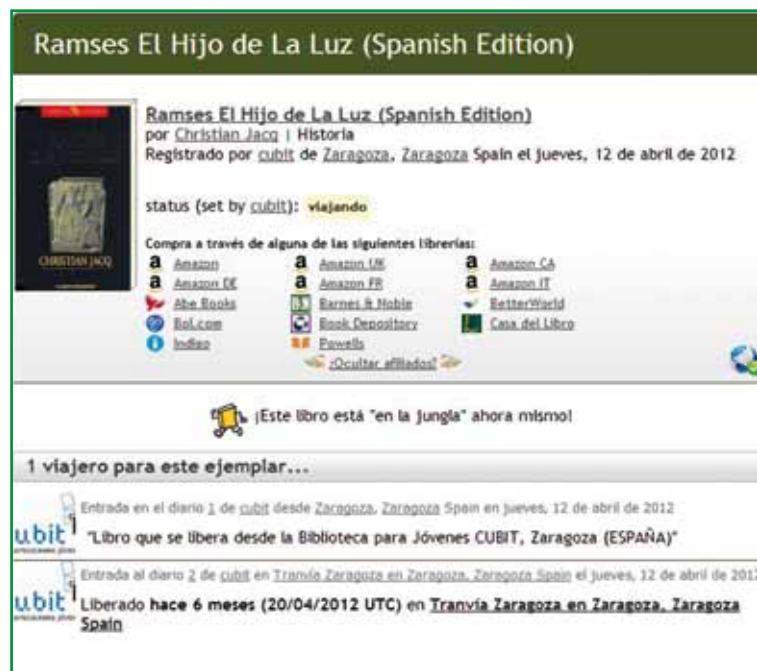 Ramses El Hijo de La Luz (Spanish Edition)
Ramses El Hijo de La Luz (Spanish Edition)
por Christian Jacq | Historia
Registrado por cubit de Zaragoza, Zaragoza Spain el jueves, 12 de abril de 2012
CHRISTIAN JACQ
status (set by cubit): viajando
Compra a través de alguna de las siguientes librerías:
a Amazon a Amazon UK a Amazon CA
a Amazon DE a Amazon FR a Amazon IT
Abe Books Barnes & Noble BetterWorld
Bol.com Book Depository Casa del Libro
Indigo Powells
¡Ocultar afiliados!
¡Este libro está "en la jungla" ahora mismo!
1 viajero para este ejemplar...
Entrada en el diario 1 de cubit desde Zaragoza, Zaragoza Spain en jueves, 12 de abril de 2012
ubit
"Libro que se libera desde la Biblioteca para Jóvenes CUBIT, Zaragoza (ESPAÑA)"
Entrada al diario 2 de cubit en Tranvía Zaragoza en Zaragoza, Zaragoza Spain el jueves, 12 de abril de 2012
ubit
Liberado hace 6 meses (20/04/2012 UTC) en Tranvía Zaragoza en Zaragoza, Zaragoza
Spain